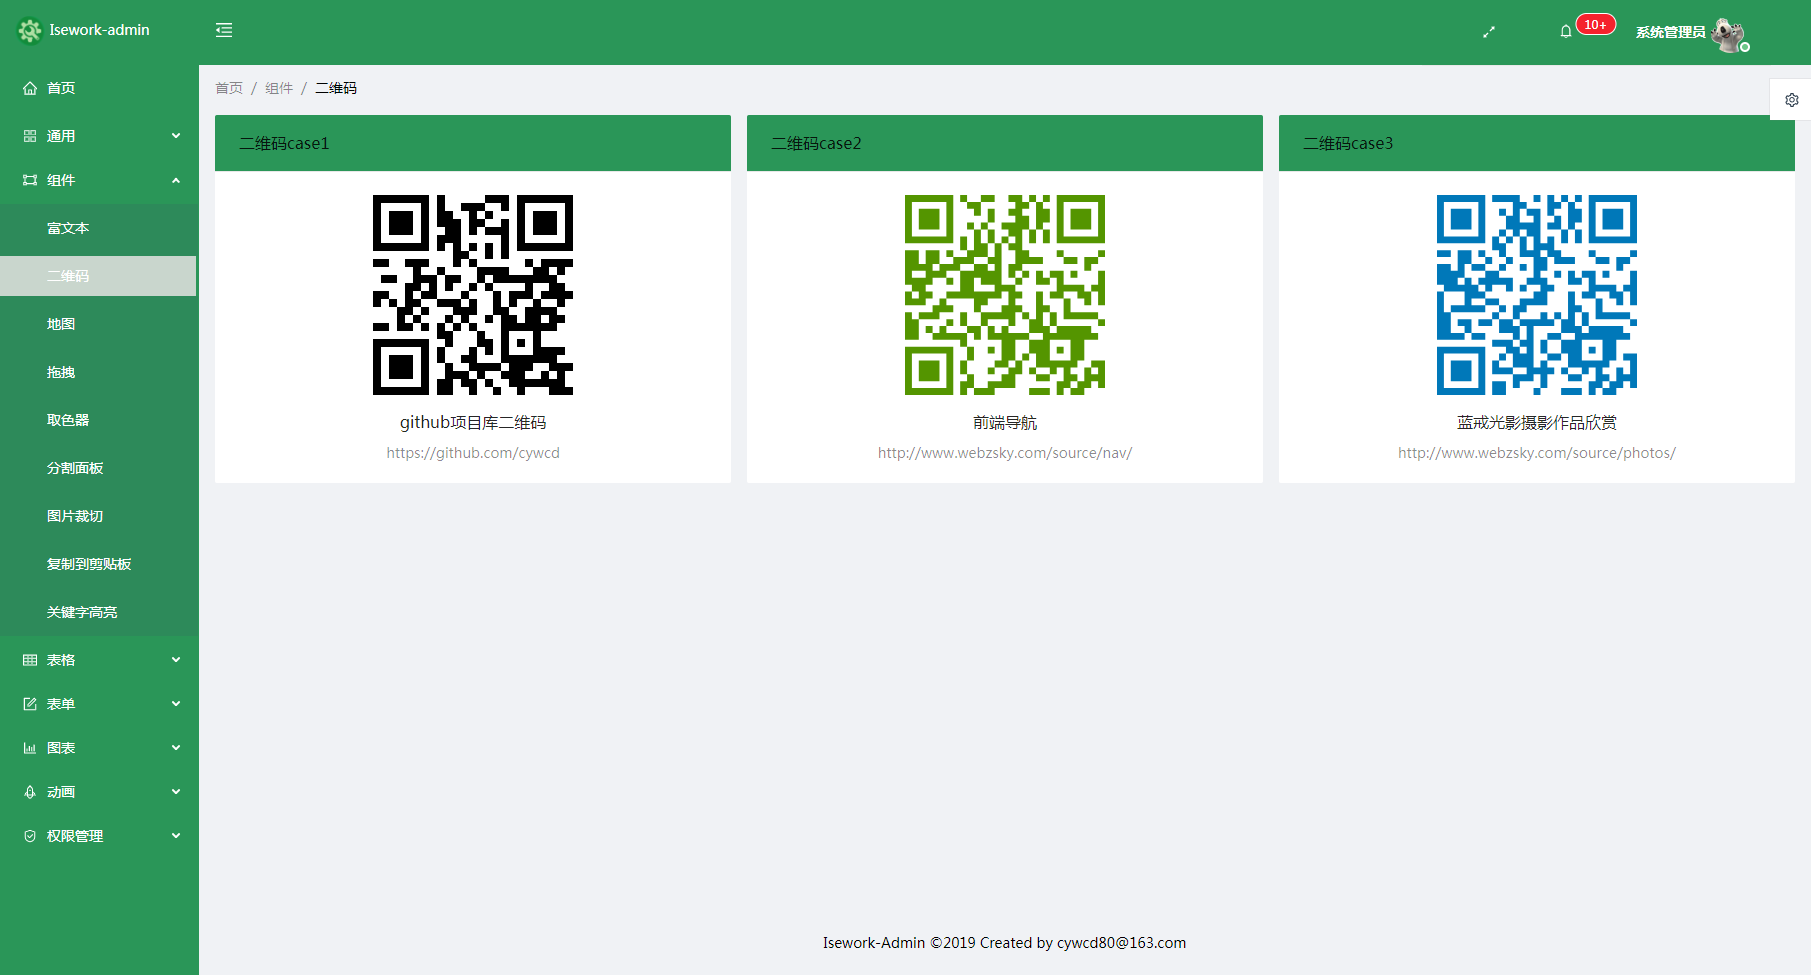 Isework-admin
10+
系统管理员
首页
通用
组件
富文本
二维码
地图
拖拽
取色器
分割面板
图片裁切
复制到剪贴板
关键字高亮
表格
表单
图表
动画
权限管理
首页 / 组件 / 二维码
二维码case1
github项目库二维码
https://github.com/cywcd
二维码case2
前端导航
http://www.webzsky.com/source/nav/
二维码case3
蓝戒光影摄影作品欣赏
http://www.webzsky.com/source/photos/
Isework-Admin ©2019 Created by cywcd80@163.com